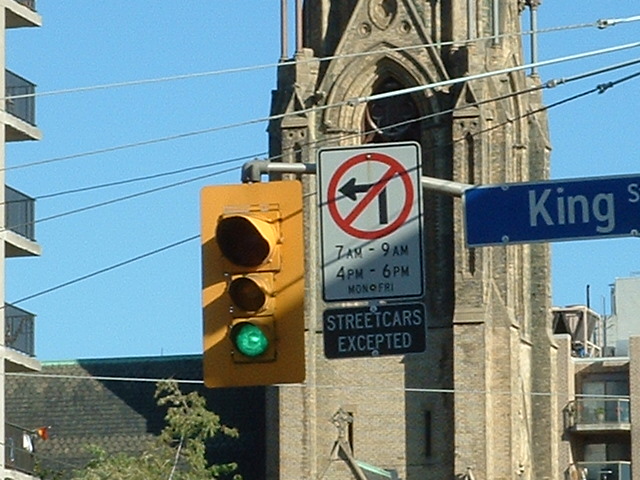 7AM - 9AM
4PM - 6PM
MON • FRI
STREETCARS
EXCEPTED
King S